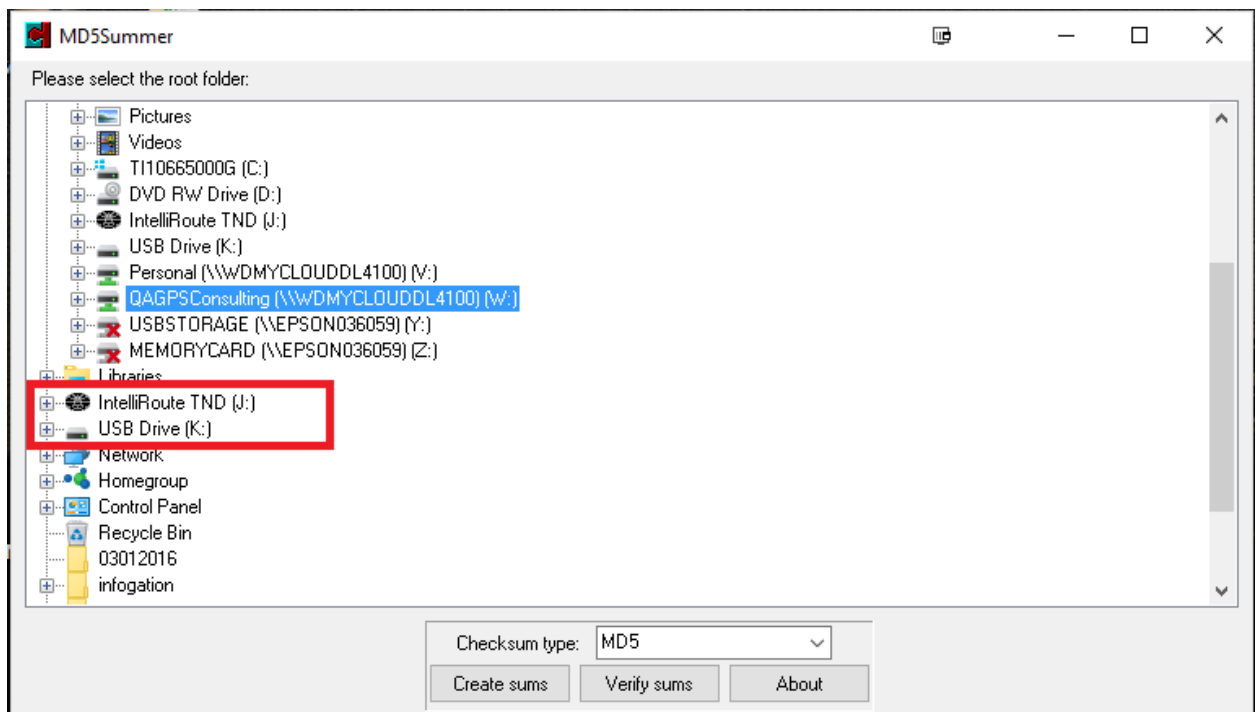 MD5Summer
Please select the root folder:
Pictures
Videos
TI10665000G (C:)
DVD RW Drive (D:)
IntelliRoute TND (J:)
USB Drive (K:)
Personal (\\WDMYCLOUDDL4100) (V:)
QAGPSConsulting (\\WDMYCLOUDDL4100) (W:)
USBSTORAGE (\\EPSON036059) (Y:)
MEMORYCARD (\\EPSON036059) (Z:)
Libraries
IntelliRoute TND (J:)
USB Drive (K:)
Network
Homegroup
Control Panel
Recycle Bin
03012016
infogation
Checksum type: MD5
Create sums Verify sums About